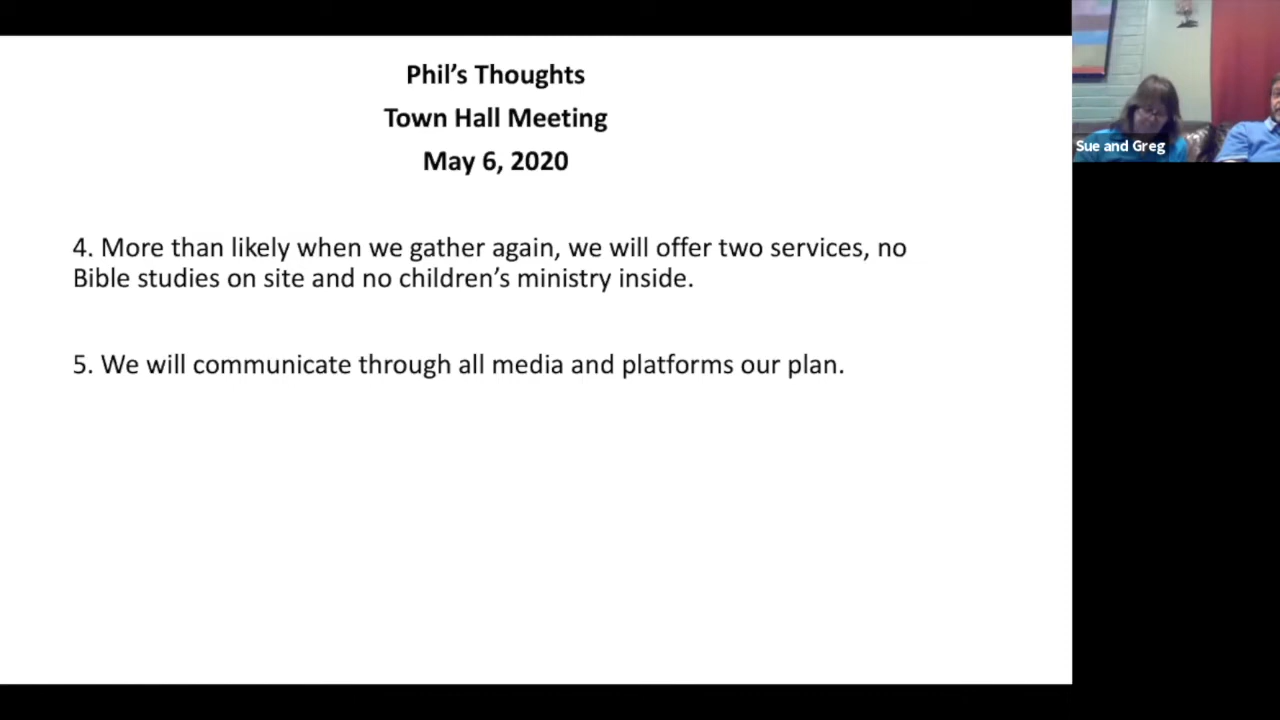 Phil’s Thoughts
Town Hall Meeting
May 6, 2020
4. More than likely when we gather again, we will offer two services, no
Bible studies on site and no children’s ministry inside.
5. We will communicate through all media and platforms our plan.
Sue and Greg